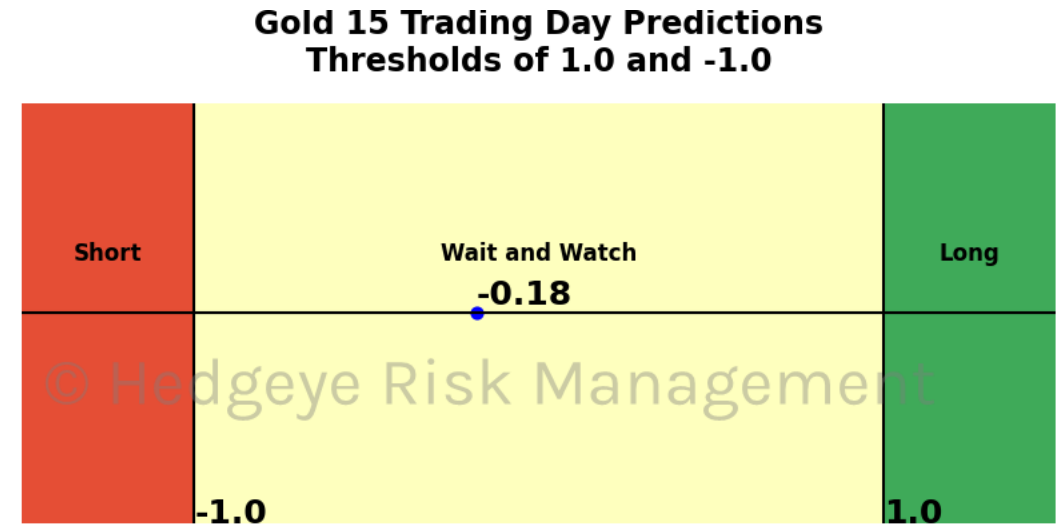 Gold 15 Trading Day Predictions
Thresholds of 1.0 and -1.0
Short
Wait and Watch
Long
-0.18
© Hedgeye Risk Management
-1.0
1.0